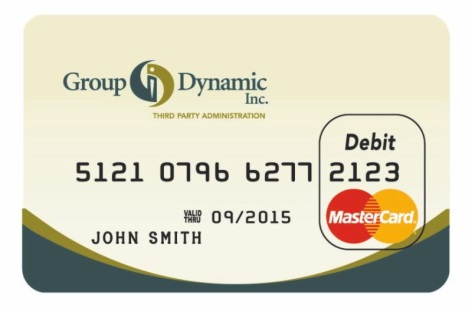 Group Dynamic
Inc.
THIRD PARTY ADMINISTRATION
Debit
5121 0796 6277 2123
VALID
THRU 09/2015
MasterCard.
JOHN SMITH